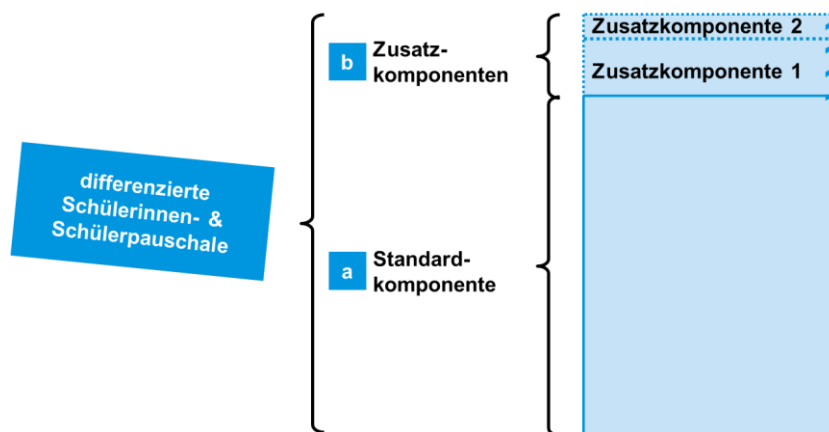 differenzierte
Schülerinnen- &
Schülerpauschale
b
Zusatz-
komponenten
a
Standard-
komponente
Zusatzkomponente 2
Zusatzkomponente 1